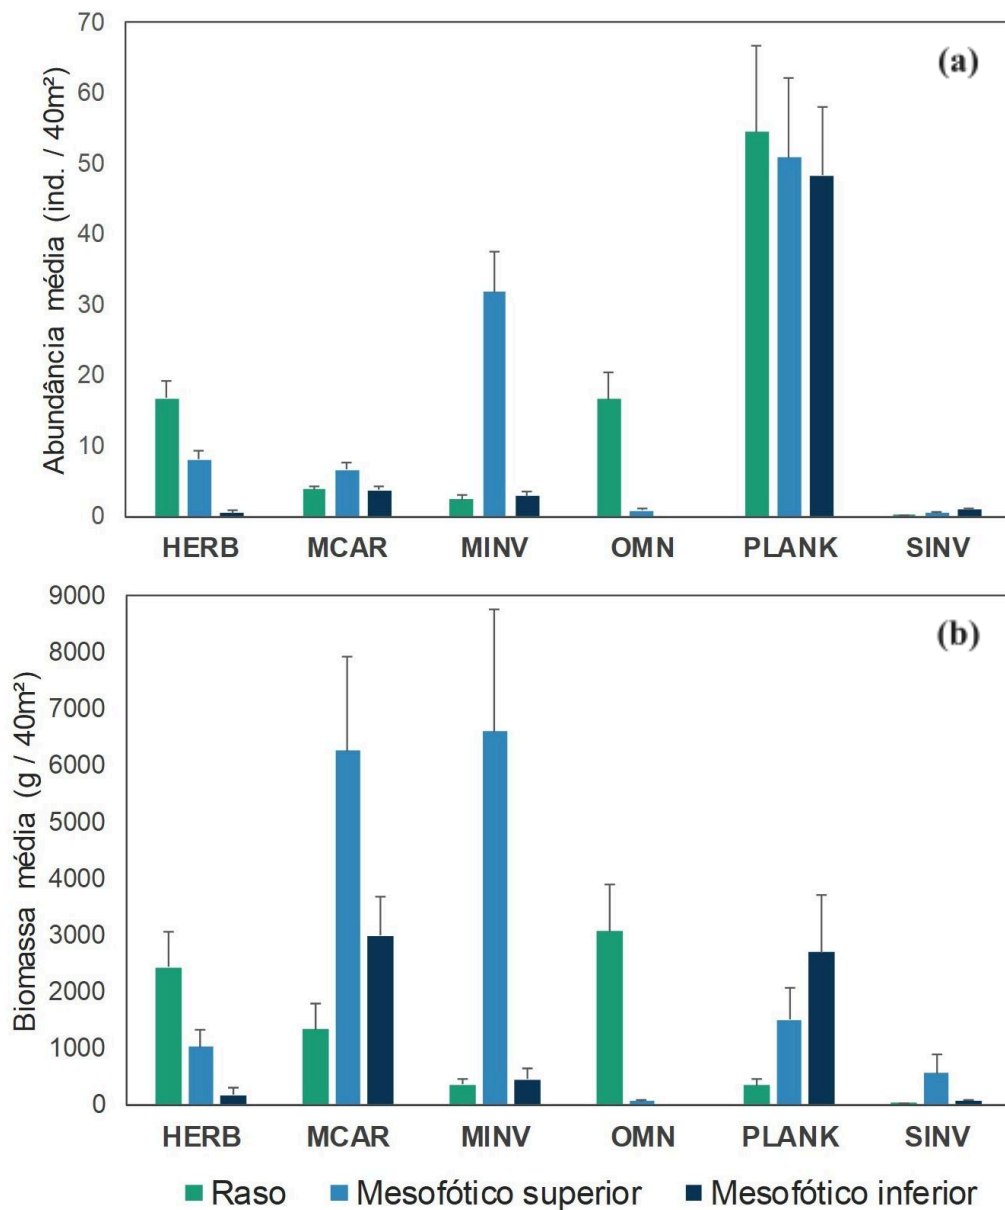 (a)
Abundância média (ind. / 40m²)
70
60
50
40
30
20
10
0
HERB MCAR MINV OMN PLANK SINV
(b)
Biomassa média (g / 40m²)
9000
8000
7000
6000
5000
4000
3000
2000
1000
0
HERB MCAR MINV OMN PLANK SINV
Raso Mesofótico superior Mesofótico inferior